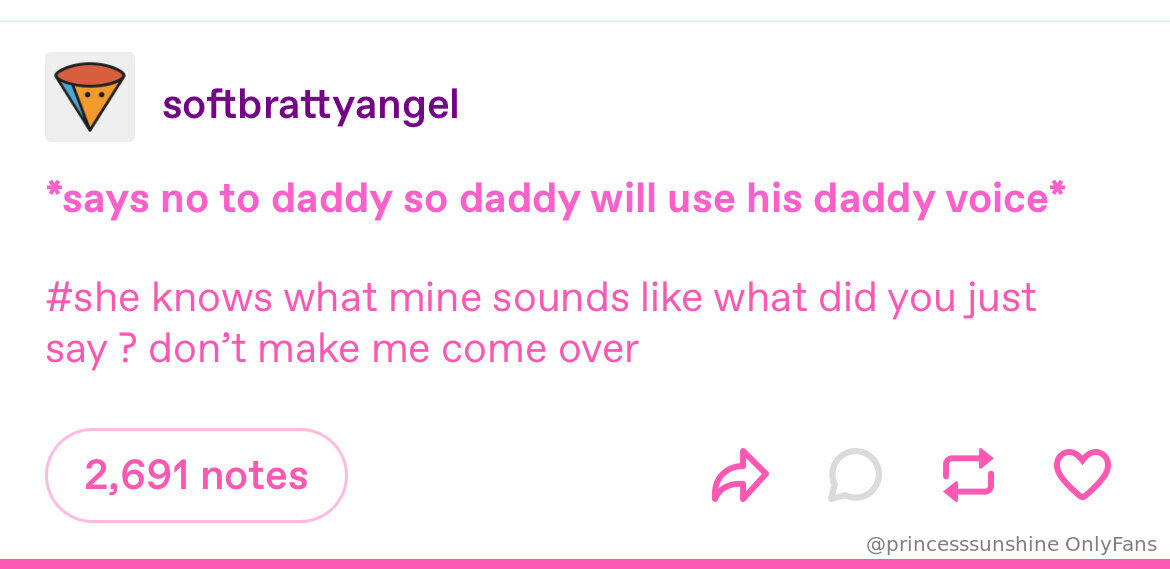 softbrattyangel
*says no to daddy so daddy will use his daddy voice*
#she knows what mine sounds like what did you just
say ? don’t make me come over
2,691 notes
@princesssunshine OnlyFans